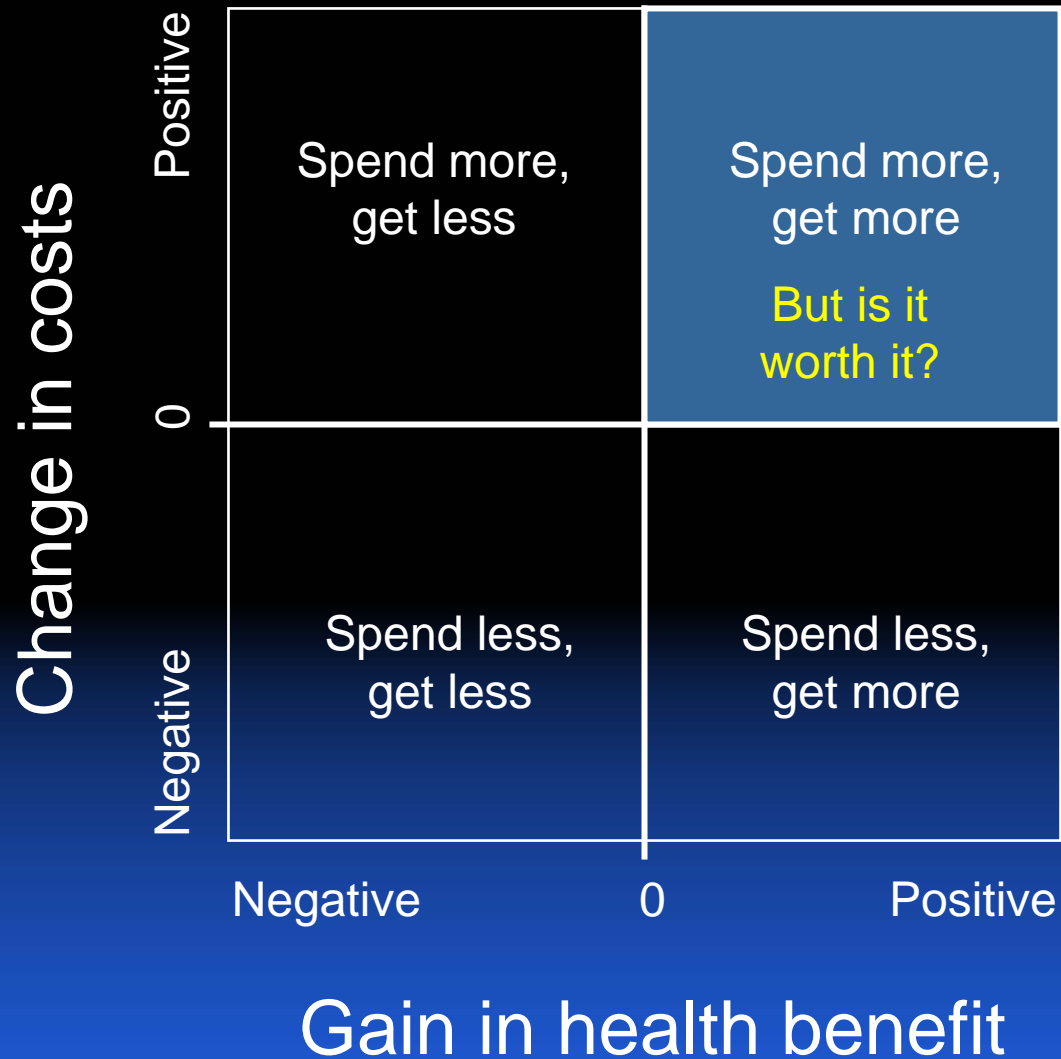 Change in costs
Positive
0
Negative
Spend more,
get less
Spend more,
get more
But is it
worth it?
Spend less,
get less
Spend less,
get more
Negative
0
Positive
Gain in health benefit